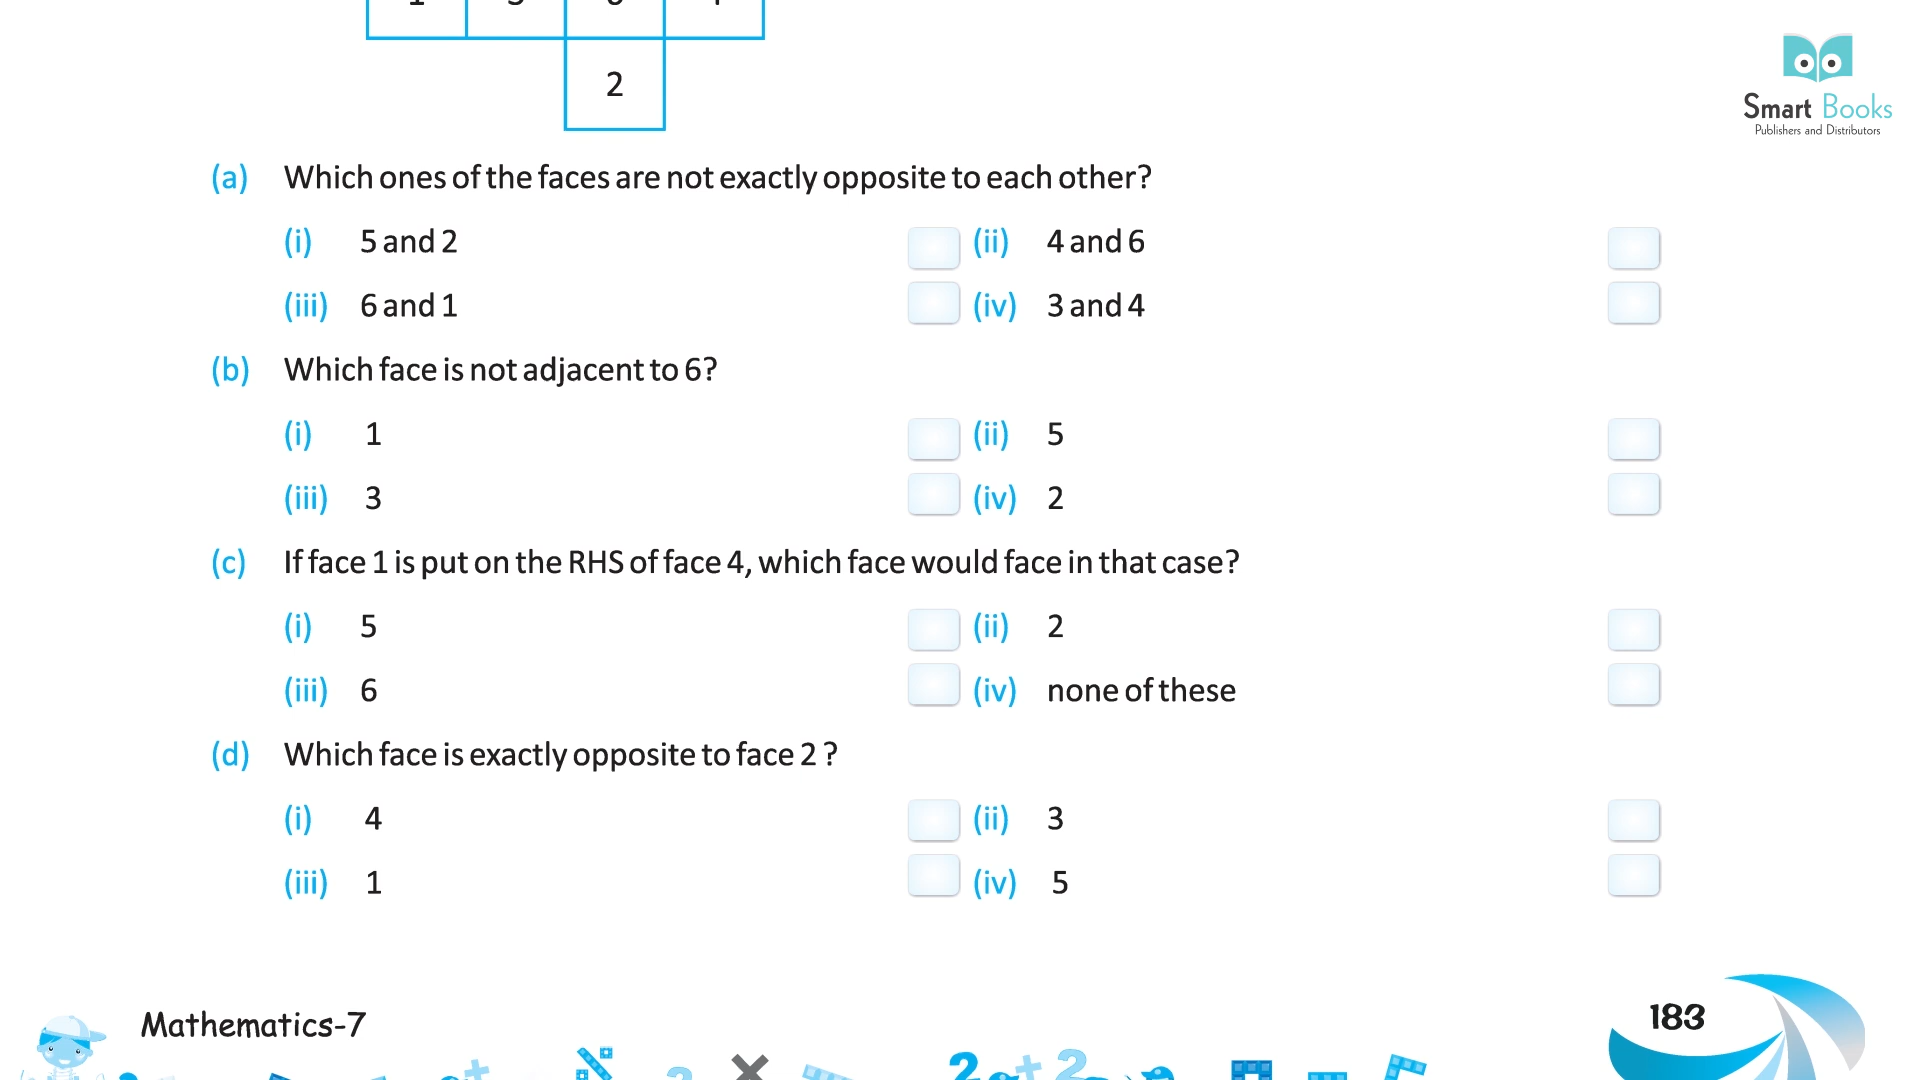 2
Smart Books
Publishers and Distributors
(a) Which ones of the faces are not exactly opposite to each other?
(i) 5 and 2 (ii) 4 and 6
(iii) 6 and 1 (iv) 3 and 4
(b) Which face is not adjacent to 6?
(i) 1 (ii) 5
(iii) 3 (iv) 2
(c) If face 1 is put on the RHS of face 4, which face would face in that case?
(i) 5 (ii) 2
(iii) 6 (iv) none of these
(d) Which face is exactly opposite to face 2 ?
(i) 4 (ii) 3
(iii) 1 (iv) 5
Mathematics-7
183